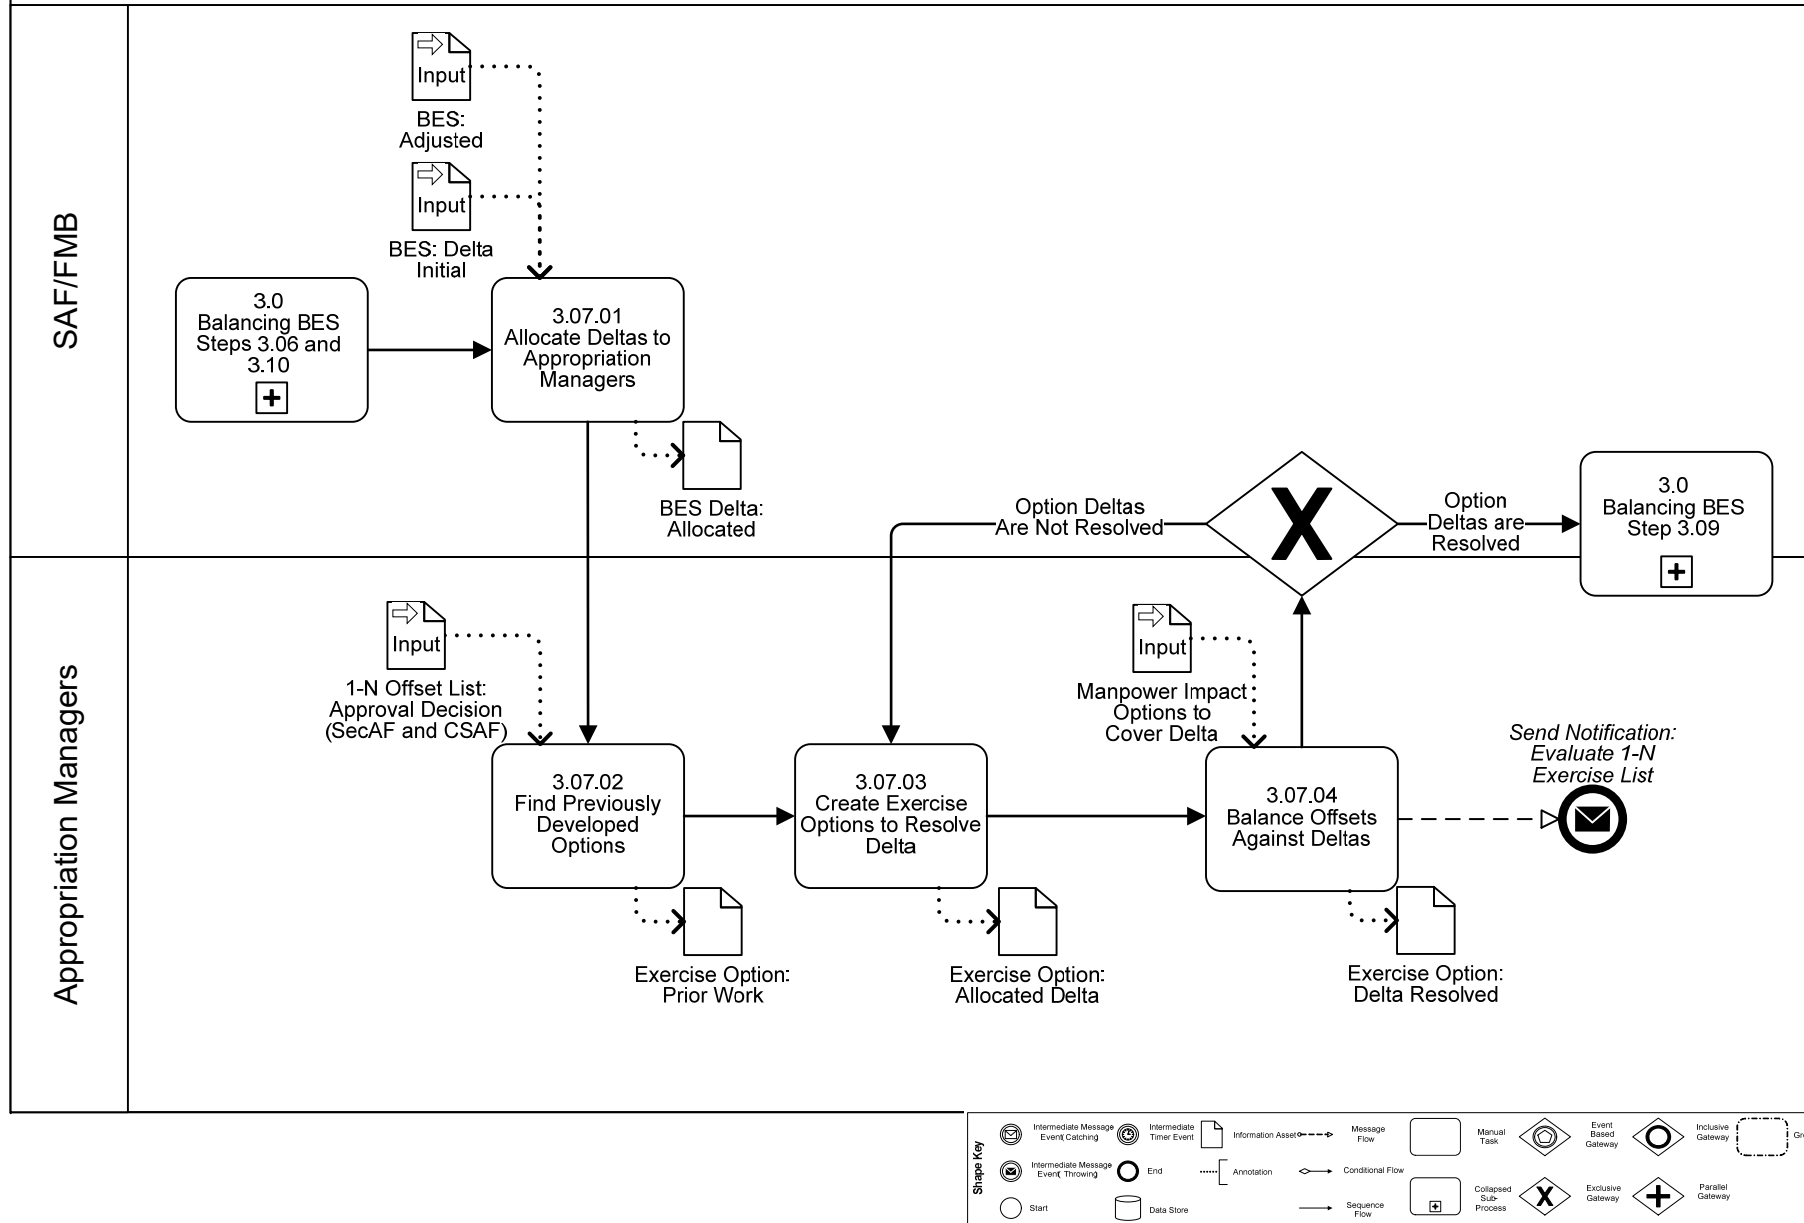 SAF/FMB
Input
BES:
Adjusted
Input
BES: Delta
Initial
3.0
Balancing BES
Steps 3.06 and
3.10
3.07.01
Allocate Deltas to
Appropriation
Managers
BES Delta:
Allocated
Option Deltas
Are Not Resolved
X
Option
Deltas are
Resolved
3.0
Balancing BES
Step 3.09
Appropriation Managers
Input
1-N Offset List:
Approval Decision
(SecAF and CSAF)
Input
Manpower Impact
Options to
Cover Delta
3.07.02
Find Previously
Developed
Options
3.07.03
Create Exercise
Options to Resolve
Delta
3.07.04
Balance Offsets
Against Deltas
Send Notification:
Evaluate 1-N
Exercise List
Exercise Option:
Prior Work
Exercise Option:
Allocated Delta
Exercise Option:
Delta Resolved
Shape Key
Intermediate Message
Event( Catching)
Intermediate
Timer Event
Information Asset
Message
Flow
Manual
Task
Event
Based
Gateway
Inclusive
Gateway
Gr
Intermediate Message
Event( Throwing)
End
Annotation
Conditional Flow
Start
Data Store
Sequence
Flow
Collapsed
Sub-
Process
X
Exclusive
Gateway
Parallel
Gateway